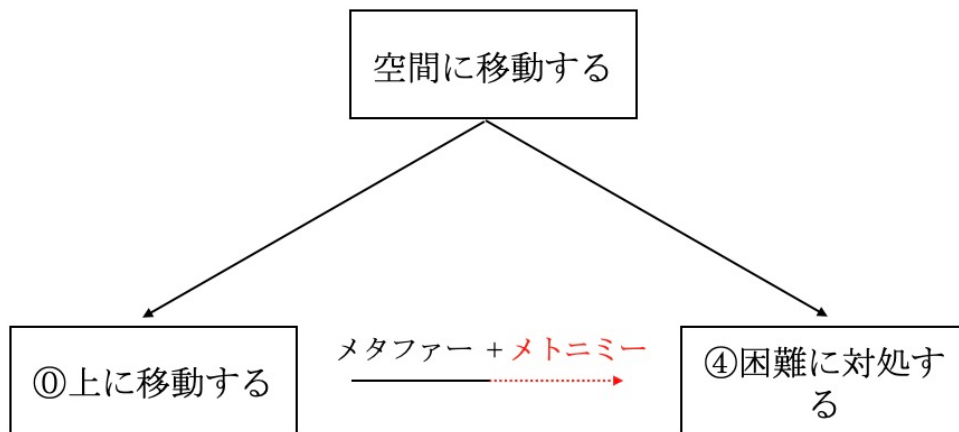 空間に移動する
メタファー + メトニミー
⓪上に移動する
④困難に対処す
る